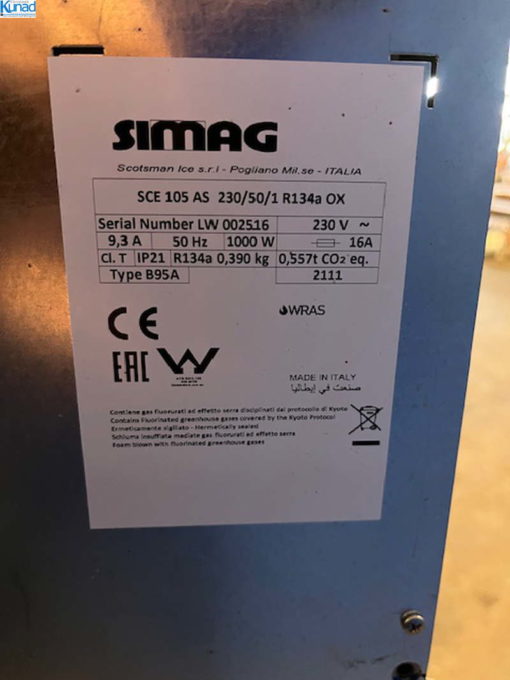 Kunad
SIMAG
Scotsman Ice s.r.l - Pogliano Mil.se - ITALIA
SCE 105 AS 230/50/1 R134a OX
Serial Number LW 002516 230 V ~
9,3 A 50 Hz 1000 W 16A
Cl. T IP21 R134a 0,390 kg 0,557t CO2 eq.
Type B95A 2111
WRAS
CE
EAC
MADE IN ITALY
صنعت في إيطاليا
Contiene gas fluorurati ad effetto serra disciplinati dal protocollo di Kyoto
Contains Fluorinated greenhouse gases covered by the Kyoto Protocol
Ermeticamente sigillato - Hermetically sealed
Schiuma insufflata mediate gas fluorurati ad effetto serra
Foam blown with fluorinated greenhouse gases